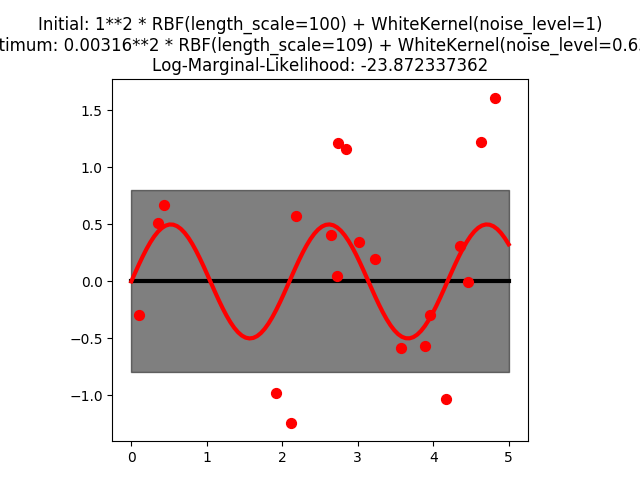 Initial: 1**2 * RBF(length_scale=100) + WhiteKernel(noise_level=1)
timum: 0.00316**2 * RBF(length_scale=109) + WhiteKernel(noise_level=0.6
Log-Marginal-Likelihood: -23.872337362
1.5
1.0
0.5
0.0
−0.5
−1.0
0 1 2 3 4 5